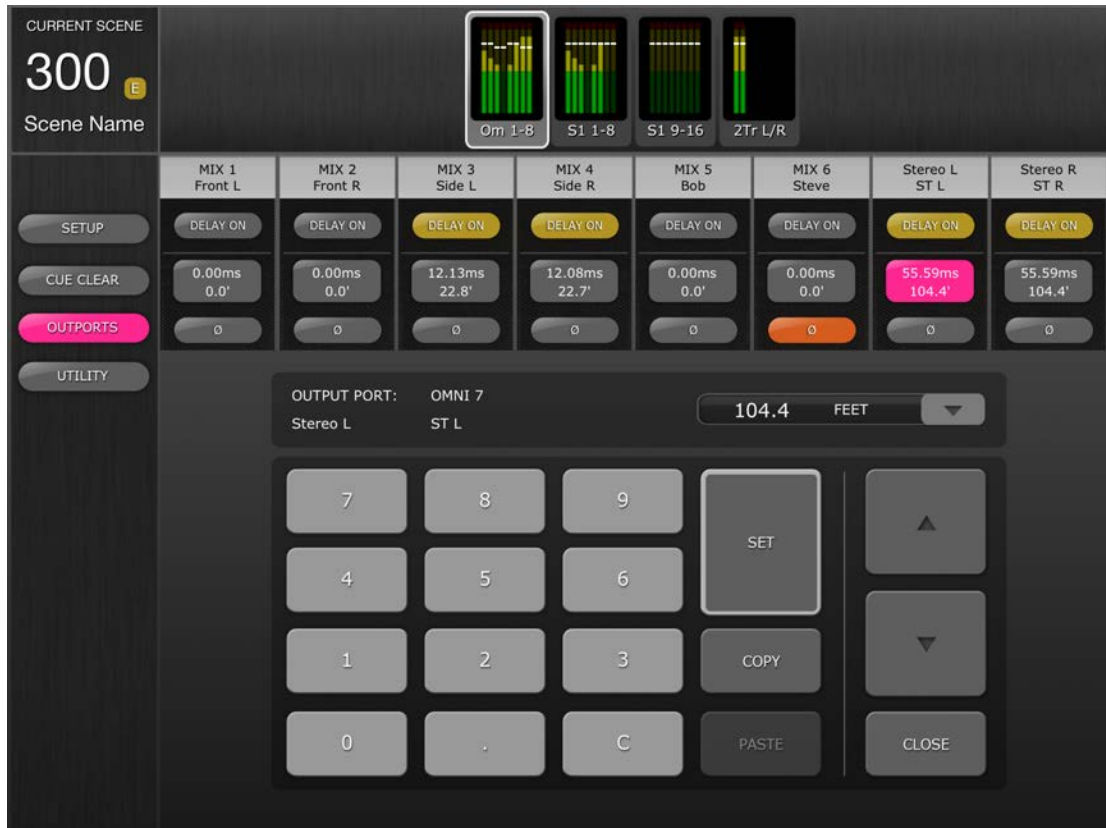 CURRENT SCENE
300 E
Scene Name
Om 1-8 S1 1-8 S1 9-16 2Tr L/R
MIX 1 MIX 2 MIX 3 MIX 4 MIX 5 MIX 6 Stereo L Stereo R
Front L Front R Side L Side R Bob Steve ST L ST R
SETUP
DELAY ON DELAY ON DELAY ON DELAY ON DELAY ON DELAY ON DELAY ON DELAY ON
CUE CLEAR
0.00ms 0.00ms 12.13ms 12.08ms 0.00ms 0.00ms 55.59ms 55.59ms
0.0' 0.0' 22.8' 22.7' 0.0' 0.0' 104.4' 104.4'
OUTPORTS
Ø Ø Ø Ø Ø Ø Ø Ø
UTILITY
OUTPUT PORT: OMNI 7
Stereo L ST L
104.4 FEET
7 8 9
SET
4 5 6
1 2 3 COPY
0 . C PASTE CLOSE